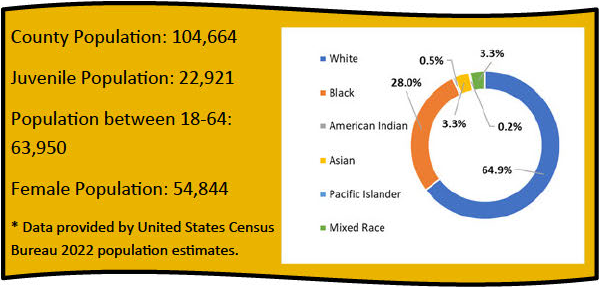 County Population: 104,664
Juvenile Population: 22,921
Population between 18-64:
63,950
Female Population: 54,844
* Data provided by United States Census
Bureau 2022 population estimates.
White
Black
American Indian
Asian
Pacific Islander
Mixed Race
0.5%
3.3%
28.0%
3.3%
0.2%
64.9%